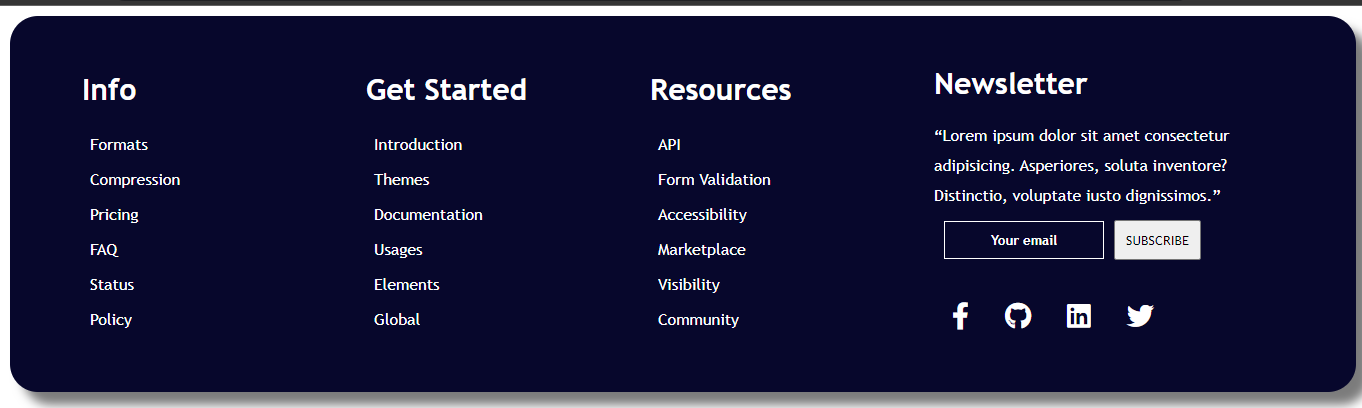 Info
Formats
Compression
Pricing
FAQ
Status
Policy
Get Started
Introduction
Themes
Documentation
Usages
Elements
Global
Resources
API
Form Validation
Accessibility
Marketplace
Visibility
Community
Newsletter
“Lorem ipsum dolor sit amet consectetur
adipisicing. Asperiores, soluta inventore?
Distinctio, voluptate iusto dignissimos.”
Your email
SUBSCRIBE